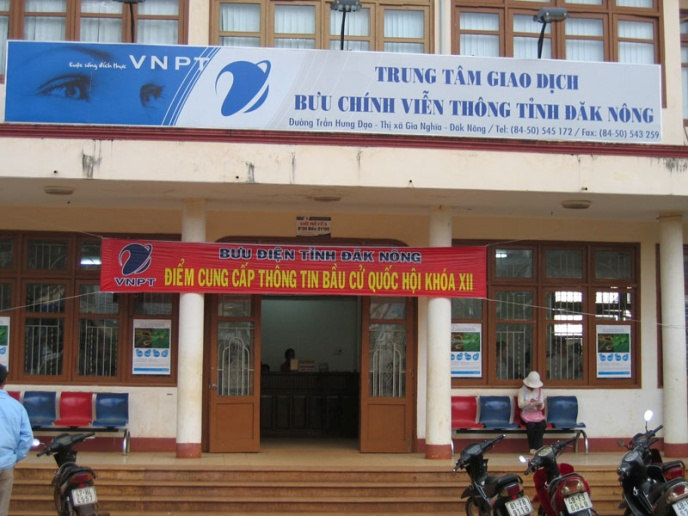 Cuộc sống đích thực
VNPT
TRUNG TÂM GIAO DỊCH
BƯU CHÍNH VIỄN THÔNG TỈNH ĐĂK NÔNG
Đường Trần Hưng Đạo - Thị xã Gia Nghĩa - Đăk Nông / Tel: (84-50) 545 172 / Fax: (84-50) 543 259
BƯU ĐIỆN TỈNH ĐĂK NÔNG
VNPT
ĐIỂM CUNG CẤP THÔNG TIN BẦU CỬ QUỐC HỘI KHÓA XII